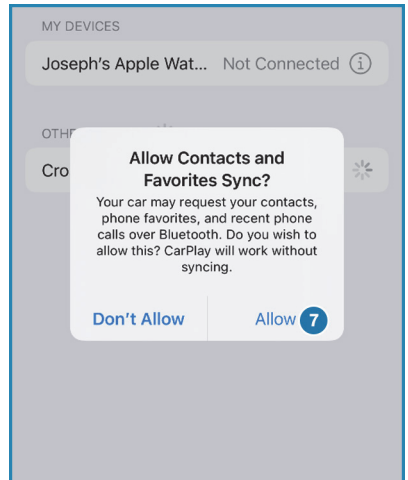 MY DEVICES
Joseph's Apple Wat... Not Connected
OTHE
Cro
Allow Contacts and
Favorites Sync?
Your car may request your contacts,
phone favorites, and recent phone
calls over Bluetooth. Do you wish to
allow this? CarPlay will work without
syncing.
Don't Allow Allow 7